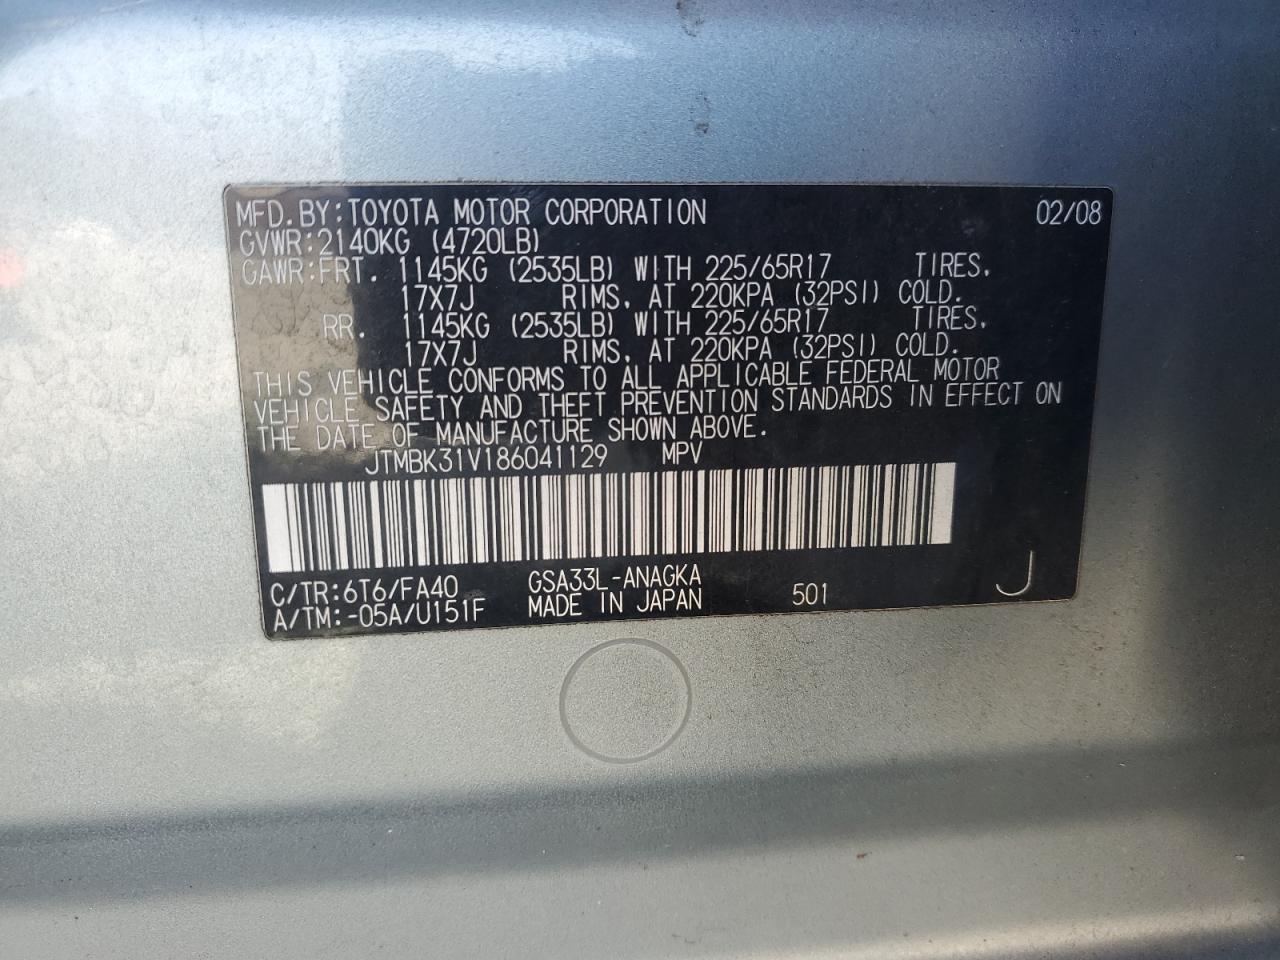 MFD.BY:TOYOTA MOTOR CORPORATION 02/08
GVWR:2140KG (4720LB)
GAWR:FRT. 1145KG (2535LB) WITH 225/65R17 TIRES,
17X7J RIMS, AT 220KPA (32PSI) COLD.
RR. 1145KG (2535LB) WITH 225/65R17 TIRES,
17X7J RIMS, AT 220KPA (32PSI) COLD.
THIS VEHICLE CONFORMS TO ALL APPLICABLE FEDERAL MOTOR
VEHICLE SAFETY AND THEFT PREVENTION STANDARDS IN EFFECT ON
THE DATE OF MANUFACTURE SHOWN ABOVE.
JTMBK31V186041129 MPV
C/TR:6T6/FA40 GSA33L-ANAGKA
A/TM:-05A/U151F MADE IN JAPAN 501 J